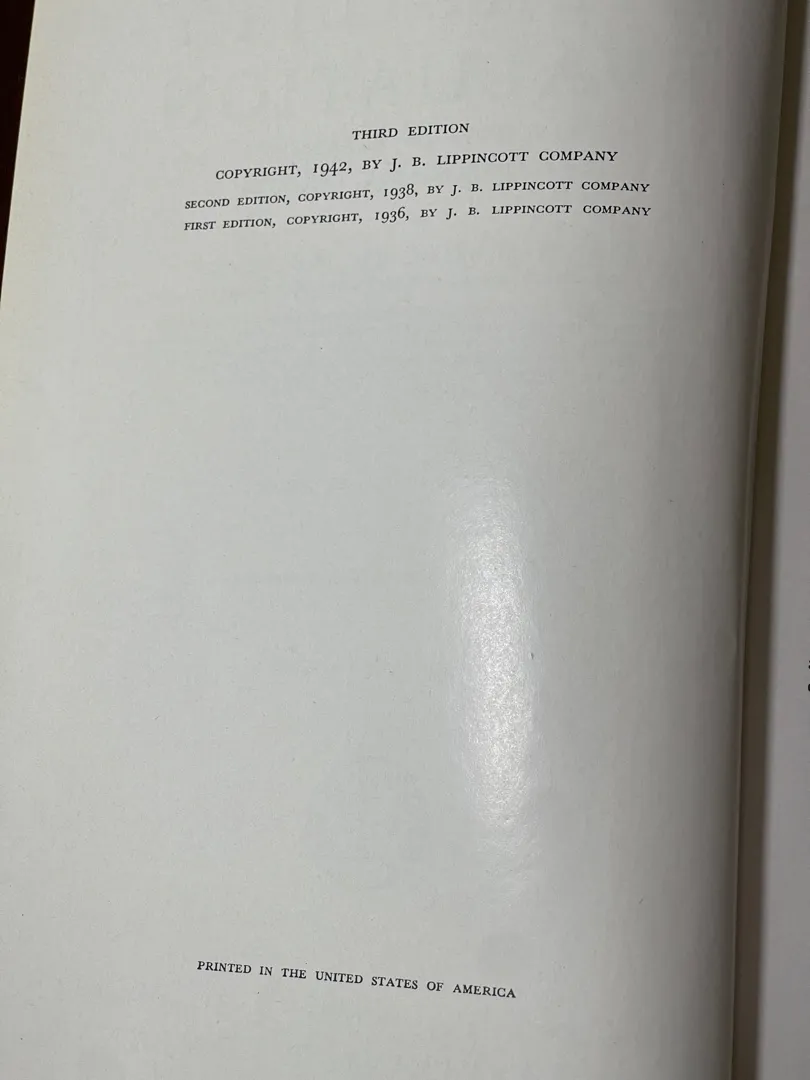 THIRD EDITION
COPYRIGHT, 1942, BY J. B. LIPPINCOTT COMPANY
SECOND EDITION, COPYRIGHT, 1938, BY J. B. LIPPINCOTT COMPANY
FIRST EDITION, COPYRIGHT, 1936, BY J. B. LIPPINCOTT COMPANY
PRINTED IN THE UNITED STATES OF AMERICA